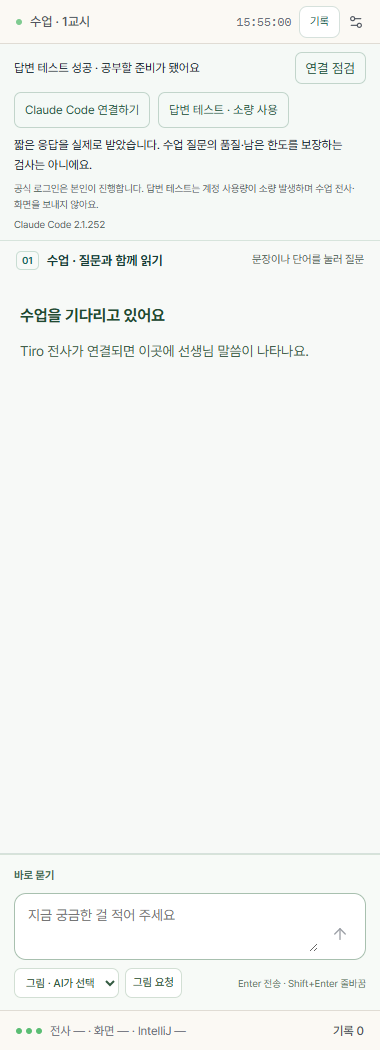 수업 · 1교시
15:55:00
기록
답변 테스트 성공 · 공부할 준비가 됐어요
연결 점검
Claude Code 연결하기
답변 테스트 · 소량 사용
짧은 응답을 실제로 받았습니다. 수업 질문의 품질·남은 한도를 보장하는
검사는 아니에요.
공식 로그인은 본인이 진행합니다. 답변 테스트는 계정 사용량이 소량 발생하며 수업 전사·
화면을 보내지 않아요.
Claude Code 2.1.252
01
수업 · 질문과 함께 읽기
문장이나 단어를 눌러 질문
수업을 기다리고 있어요
Tiro 전사가 연결되면 이곳에 선생님 말씀이 나타나요.
바로 묻기
지금 궁금한 걸 적어 주세요
그림 · AI가 선택
그림 요청
Enter 전송 · Shift+Enter 줄바꿈
전사 — · 화면 — · IntelliJ —
기록 0